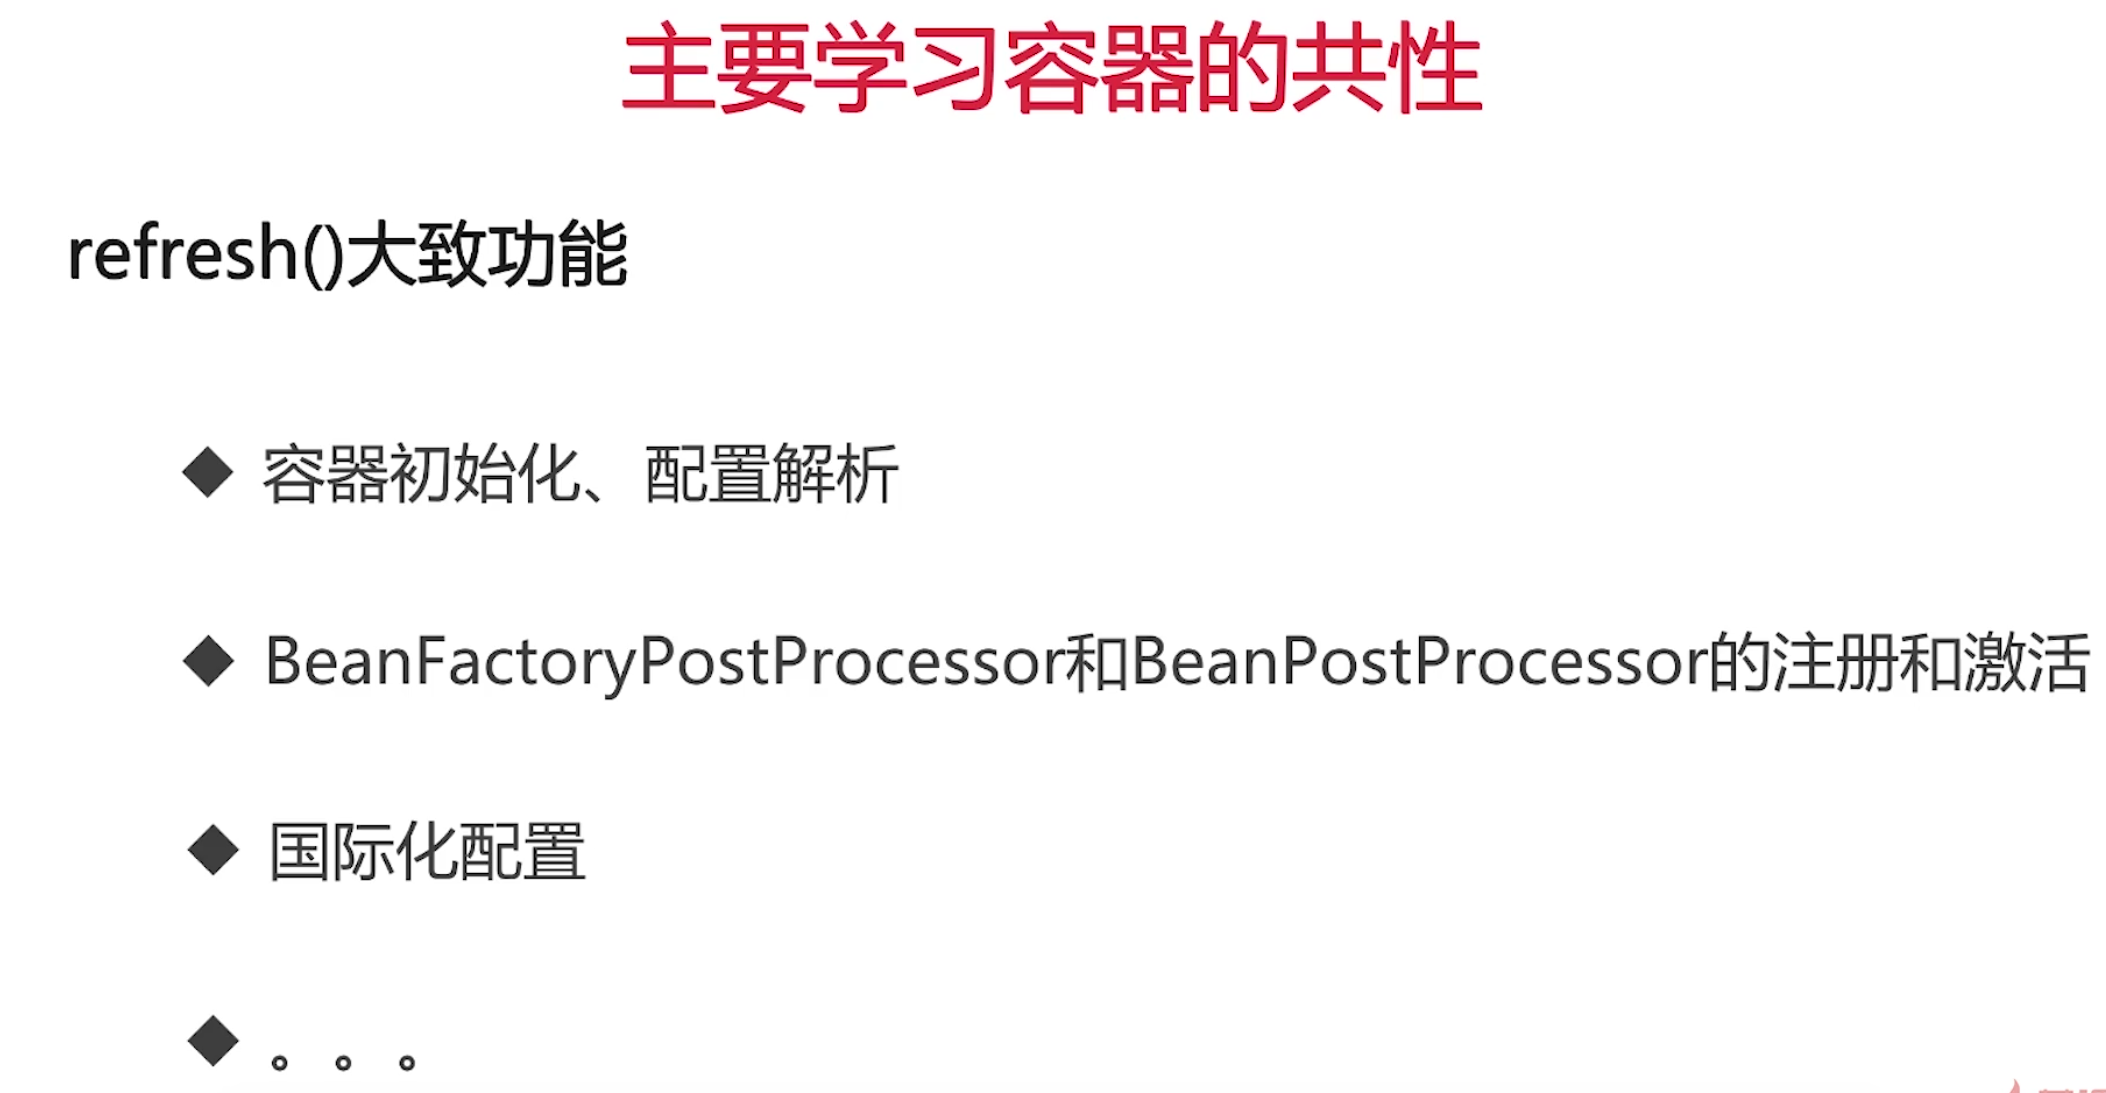 主要学习容器的共性
refresh()大致功能
◆ 容器初始化、配置解析
◆ BeanFactoryPostProcessor和BeanPostProcessor的注册和激活
◆ 国际化配置
◆ 。。。